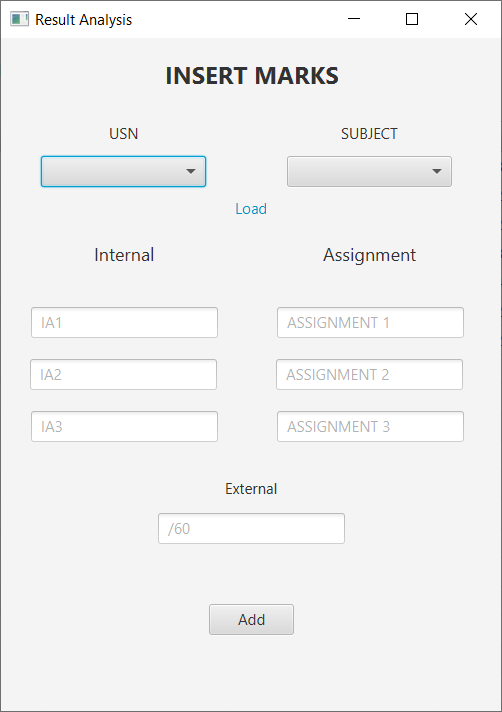 Result Analysis
INSERT MARKS
USN
SUBJECT
Load
Internal
Assignment
IA1
ASSIGNMENT 1
IA2
ASSIGNMENT 2
IA3
ASSIGNMENT 3
External
/60
Add